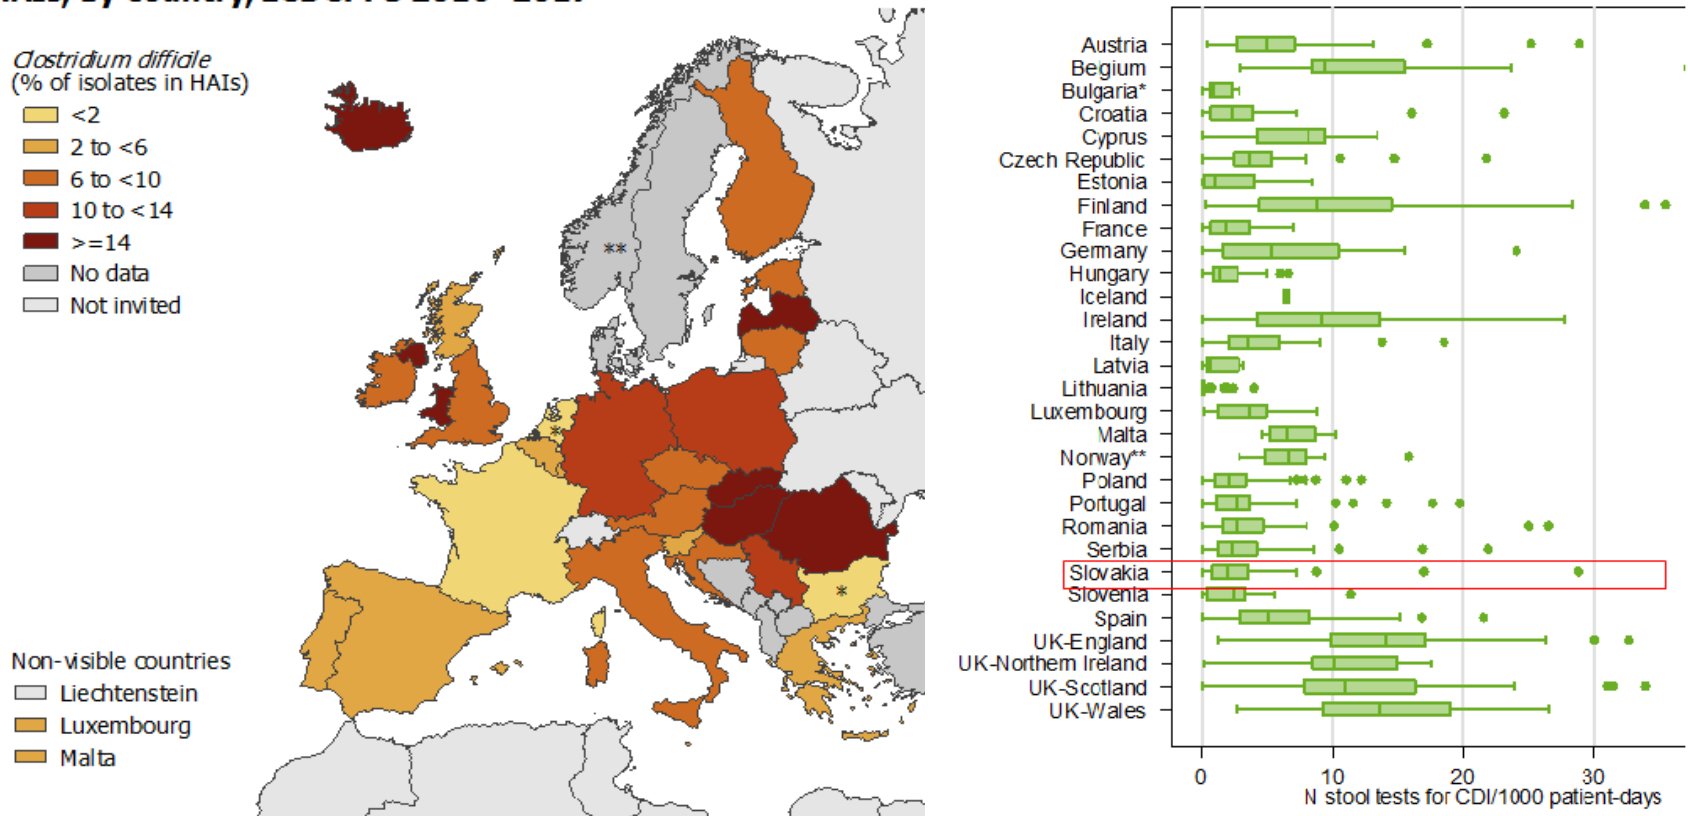 Clostridium difficile
(% of isolates in HAIs)
<2
2 to <6
6 to <10
10 to <14
>=14
No data
Not invited
**
*
*
Non-visible countries
Liechtenstein
Luxembourg
Malta
Austria
Belgium
Bulgaria*
Croatia
Cyprus
Czech Republic
Estonia
Finland
France
Germany
Hungary
Iceland
Ireland
Italy
Latvia
Lithuania
Luxembourg
Malta
Norway**
Poland
Portugal
Romania
Serbia
Slovakia
Slovenia
Spain
UK-England
UK-Northern Ireland
UK-Scotland
UK-Wales
0 10 20 30
N stool tests for CDI/1000 patient-days